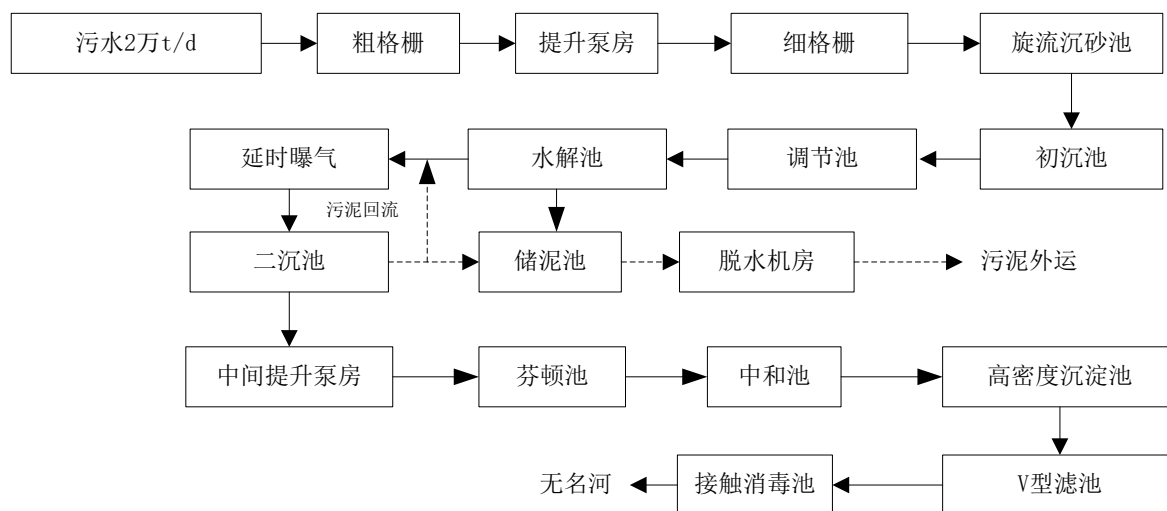 污水2万t/d
粗格栅
提升泵房
细格栅
旋流沉砂池
延时曝气
水解池
调节池
初沉池
污泥回流
二沉池
储泥池
脱水机房
污泥外运
中间提升泵房
芬顿池
中和池
高密度沉淀池
无名河
接触消毒池
V型滤池